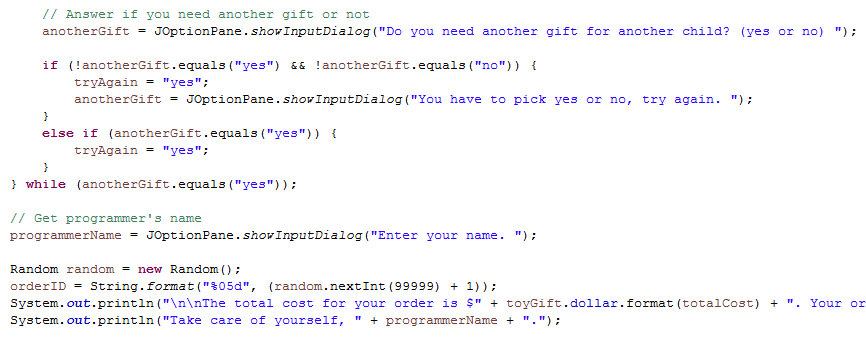 // Answer if you need another gift or not
anotherGift = JOptionPane.showInputDialog("Do you need another gift for another child? (yes or no) ");
if (!anotherGift.equals("yes") && !anotherGift.equals("no")) {
tryAgain = "yes";
anotherGift = JOptionPane.showInputDialog("You have to pick yes or no, try again. ");
}
else if (anotherGift.equals("yes")) {
tryAgain = "yes";
}
} while (anotherGift.equals("yes"));
// Get programmer's name
programmerName = JOptionPane.showInputDialog("Enter your name. ");
Random random = new Random();
orderID = String.format("%05d", (random.nextInt(99999) + 1));
System.out.println("\n\nThe total cost for your order is $" + toyGift.dollar.format(totalCost) + ". Your or
System.out.println("Take care of yourself, " + programmerName + ".");